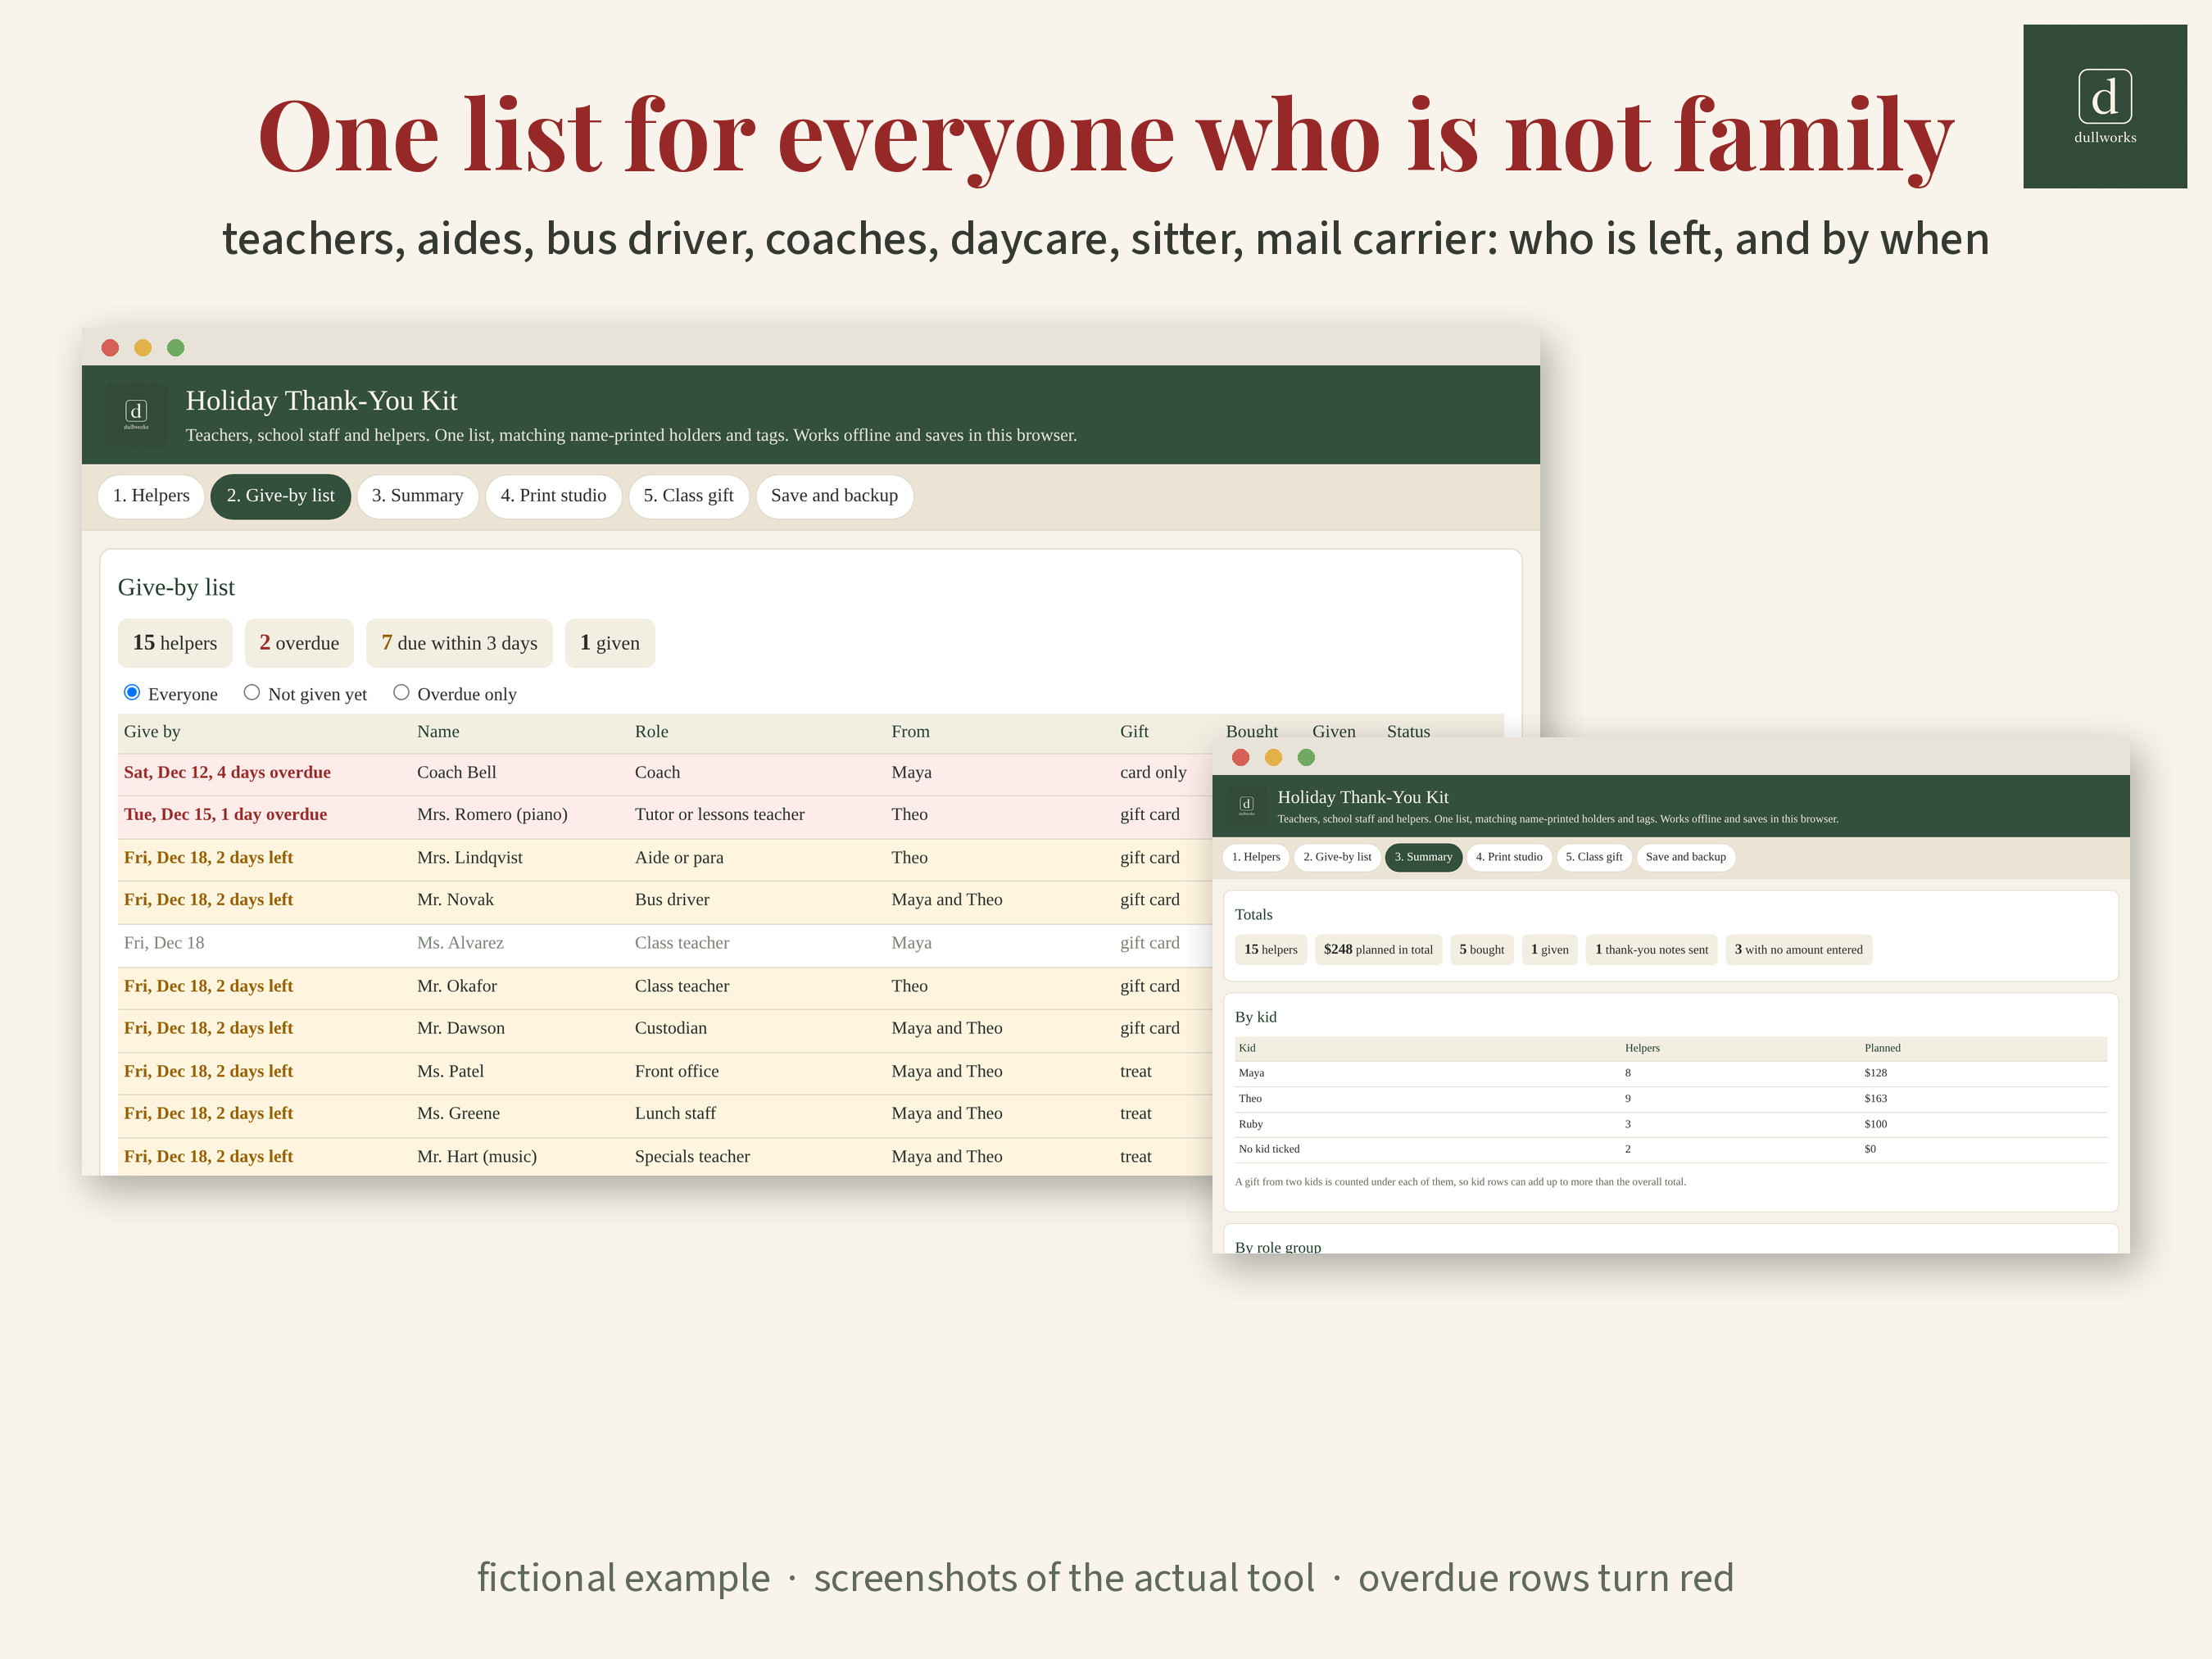 One list for everyone who is not family
d
dullworks
teachers, aides, bus driver, coaches, daycare, sitter, mail carrier: who is left, and by when
d
dullworks
Holiday Thank-You Kit
Teachers, school staff and helpers. One list, matching name-printed holders and tags. Works offline and saves in this browser.
1. Helpers 2. Give-by list 3. Summary 4. Print studio 5. Class gift Save and backup
Give-by list
15 helpers 2 overdue 7 due within 3 days 1 given
Everyone Not given yet Overdue only
Give by Name Role From Gift Bought Given Status
Sat, Dec 12, 4 days overdue Coach Bell Coach Maya card only
Tue, Dec 15, 1 day overdue Mrs. Romero (piano) Tutor or lessons teacher Theo gift card
Fri, Dec 18, 2 days left Mrs. Lindqvist Aide or para Theo gift card
Fri, Dec 18, 2 days left Mr. Novak Bus driver Maya and Theo gift card
Fri, Dec 18 Ms. Alvarez Class teacher Maya gift card
Fri, Dec 18, 2 days left Mr. Okafor Class teacher Theo gift card
Fri, Dec 18, 2 days left Mr. Dawson Custodian Maya and Theo gift card
Fri, Dec 18, 2 days left Ms. Patel Front office Maya and Theo treat
Fri, Dec 18, 2 days left Ms. Greene Lunch staff Maya and Theo treat
Fri, Dec 18, 2 days left Mr. Hart (music) Specials teacher Maya and Theo treat
d
dullworks
Holiday Thank-You Kit
Teachers, school staff and helpers. One list, matching name-printed holders and tags. Works offline and saves in this browser.
1. Helpers 2. Give-by list 3. Summary 4. Print studio 5. Class gift Save and backup
Totals
15 helpers $248 planned in total 5 bought 1 given 1 thank-you notes sent 3 with no amount entered
By kid
Kid Helpers Planned
Maya 8 $128
Theo 9 $163
Ruby 3 $100
No kid ticked 2 $0
A gift from two kids is counted under each of them, so kid rows can add up to more than the overall total.
By role group
fictional example · screenshots of the actual tool · overdue rows turn red